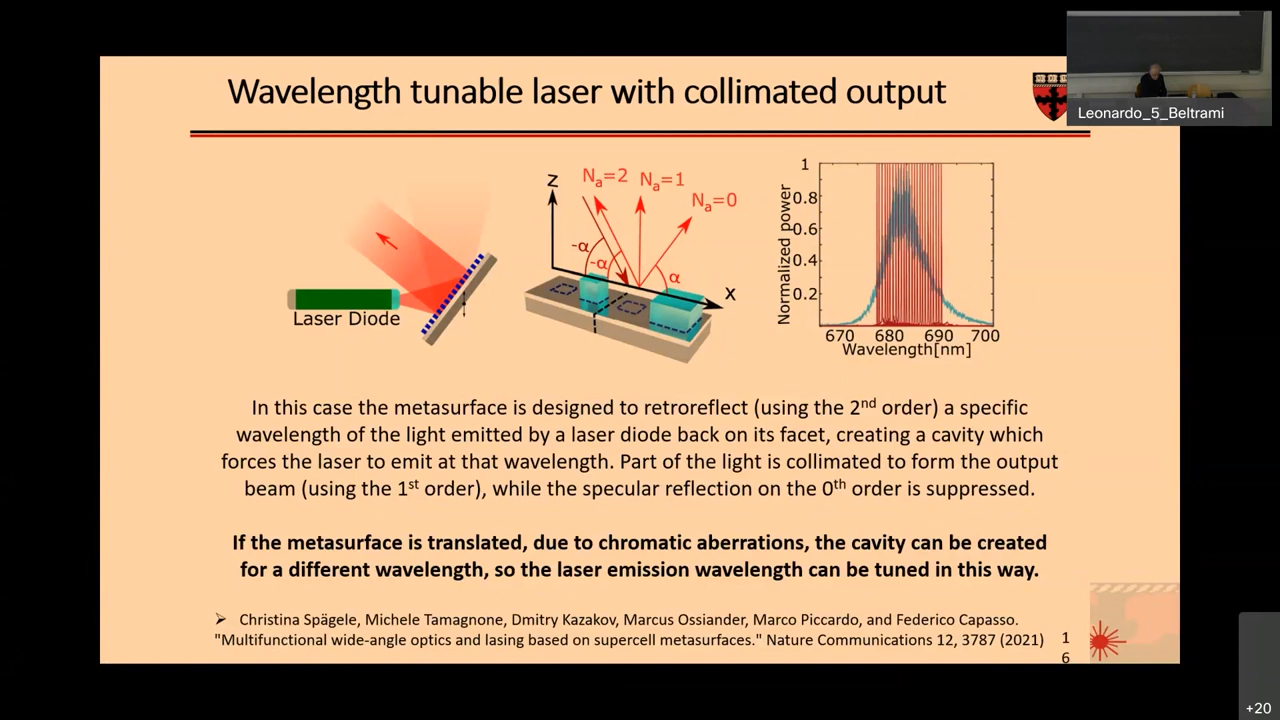 Wavelength tunable laser with collimated output
Leonardo_5_Beltrami
Laser Diode
z
Nₐ=2
Nₐ=1
Nₐ=0
-α
-α
α
x
Normalized power
1
0.8
0.6
0.4
0.2
670 680 690 700
Wavelength[nm]
In this case the metasurface is designed to retroreflect (using the 2nd order) a specific
wavelength of the light emitted by a laser diode back on its facet, creating a cavity which
forces the laser to emit at that wavelength. Part of the light is collimated to form the output
beam (using the 1st order), while the specular reflection on the 0th order is suppressed.
If the metasurface is translated, due to chromatic aberrations, the cavity can be created
for a different wavelength, so the laser emission wavelength can be tuned in this way.
➢ Christina Spägele, Michele Tamagnone, Dmitry Kazakov, Marcus Ossiander, Marco Piccardo, and Federico Capasso.
"Multifunctional wide-angle optics and lasing based on supercell metasurfaces." Nature Communications 12, 3787 (2021)
1
6
+20